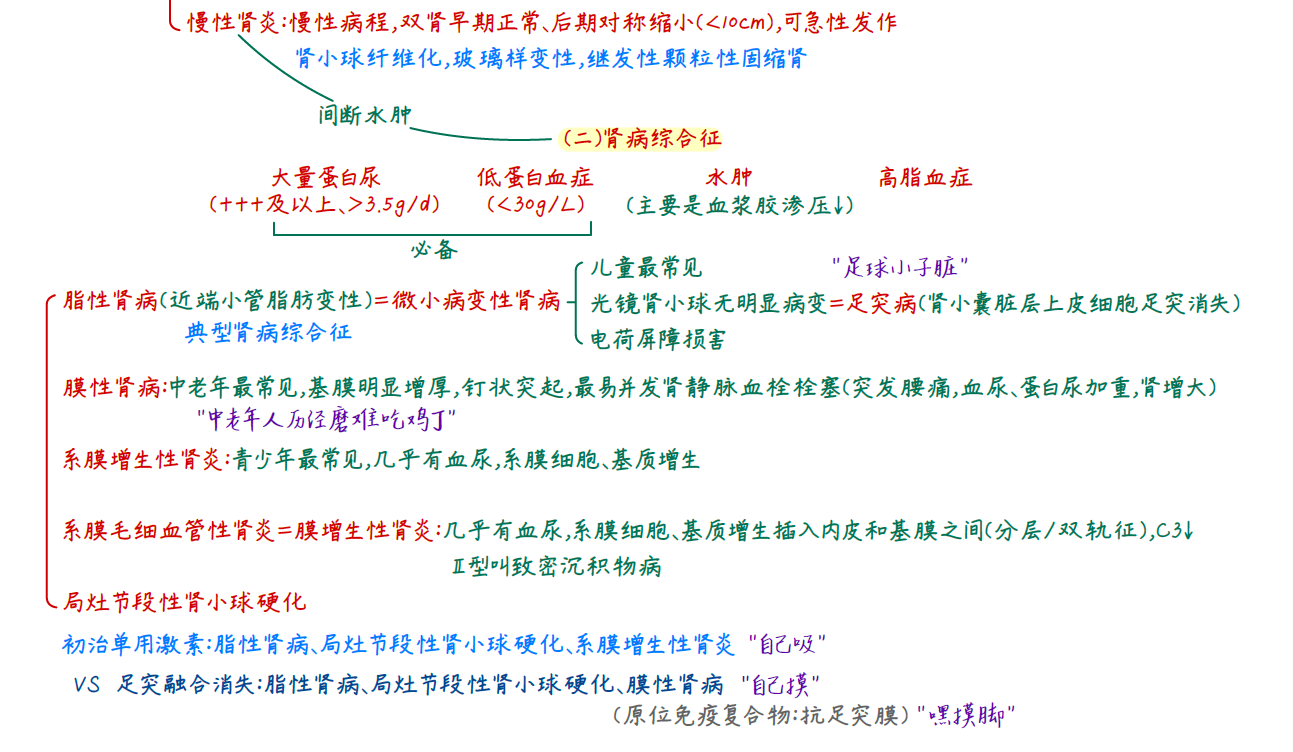 慢性肾炎:慢性病程,双肾早期正常、后期对称缩小(<10cm),可急性发作
肾小球纤维化,玻璃样变性,继发性颗粒性固缩肾
间断水肿
(二)肾病综合征
大量蛋白尿 低蛋白血症 水肿 高脂血症
(+++及以上、>3.5g/d) (<30g/L) (主要是血浆胶渗压↓)
必备
儿童最常见 "足球小子脏"
脂性肾病(近端小管脂肪变性)=微小病变性肾病 光镜肾小球无明显病变=足突病(肾小囊脏层上皮细胞足突消失)
典型肾病综合征 电荷屏障损害
膜性肾病:中老年最常见,基膜明显增厚,钉状突起,最易并发肾静脉血栓栓塞(突发腰痛,血尿、蛋白尿加重,肾增大)
"中老年人历经磨难吃鸡丁"
系膜增生性肾炎:青少年最常见,几乎有血尿,系膜细胞、基质增生
系膜毛细血管性肾炎=膜增生性肾炎:几乎有血尿,系膜细胞、基质增生插入内皮和基膜之间(分层/双轨征),C3↓
Ⅱ型叫致密沉积物病
局灶节段性肾小球硬化
初治单用激素:脂性肾病、局灶节段性肾小球硬化、系膜增生性肾炎 "自己吸"
VS 足突融合消失:脂性肾病、局灶节段性肾小球硬化、膜性肾病 "自己摸"
(原位免疫复合物:抗足突膜) "嘿摸脚"